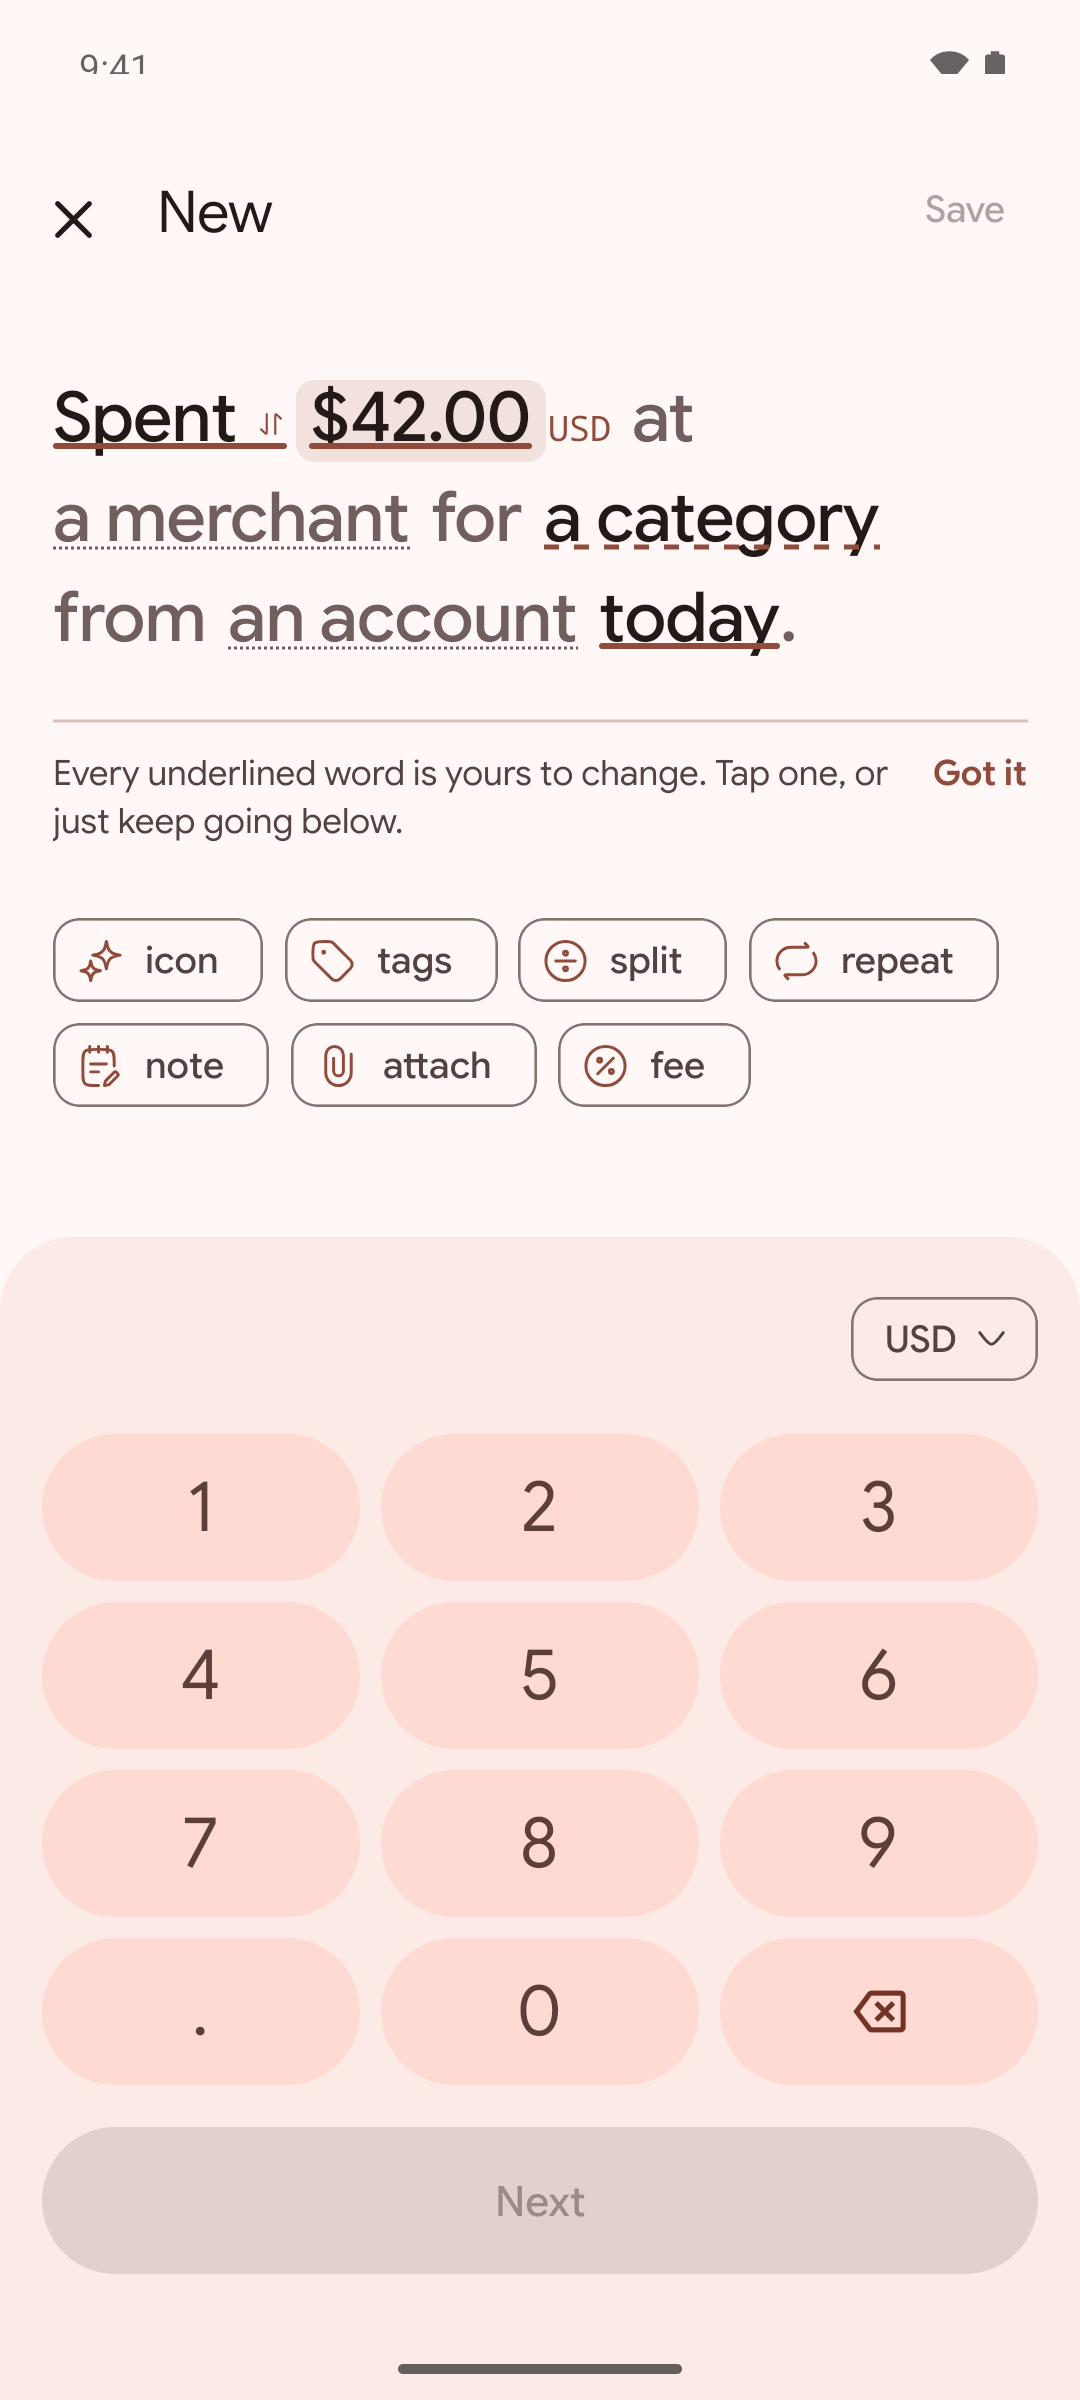 9:41
New
Save
Spent $42.00 USD at
a merchant for a category
from an account today.
Every underlined word is yours to change. Tap one, or
just keep going below.
Got it
icon tags split repeat
note attach fee
USD
1 2 3
4 5 6
7 8 9
. 0
Next